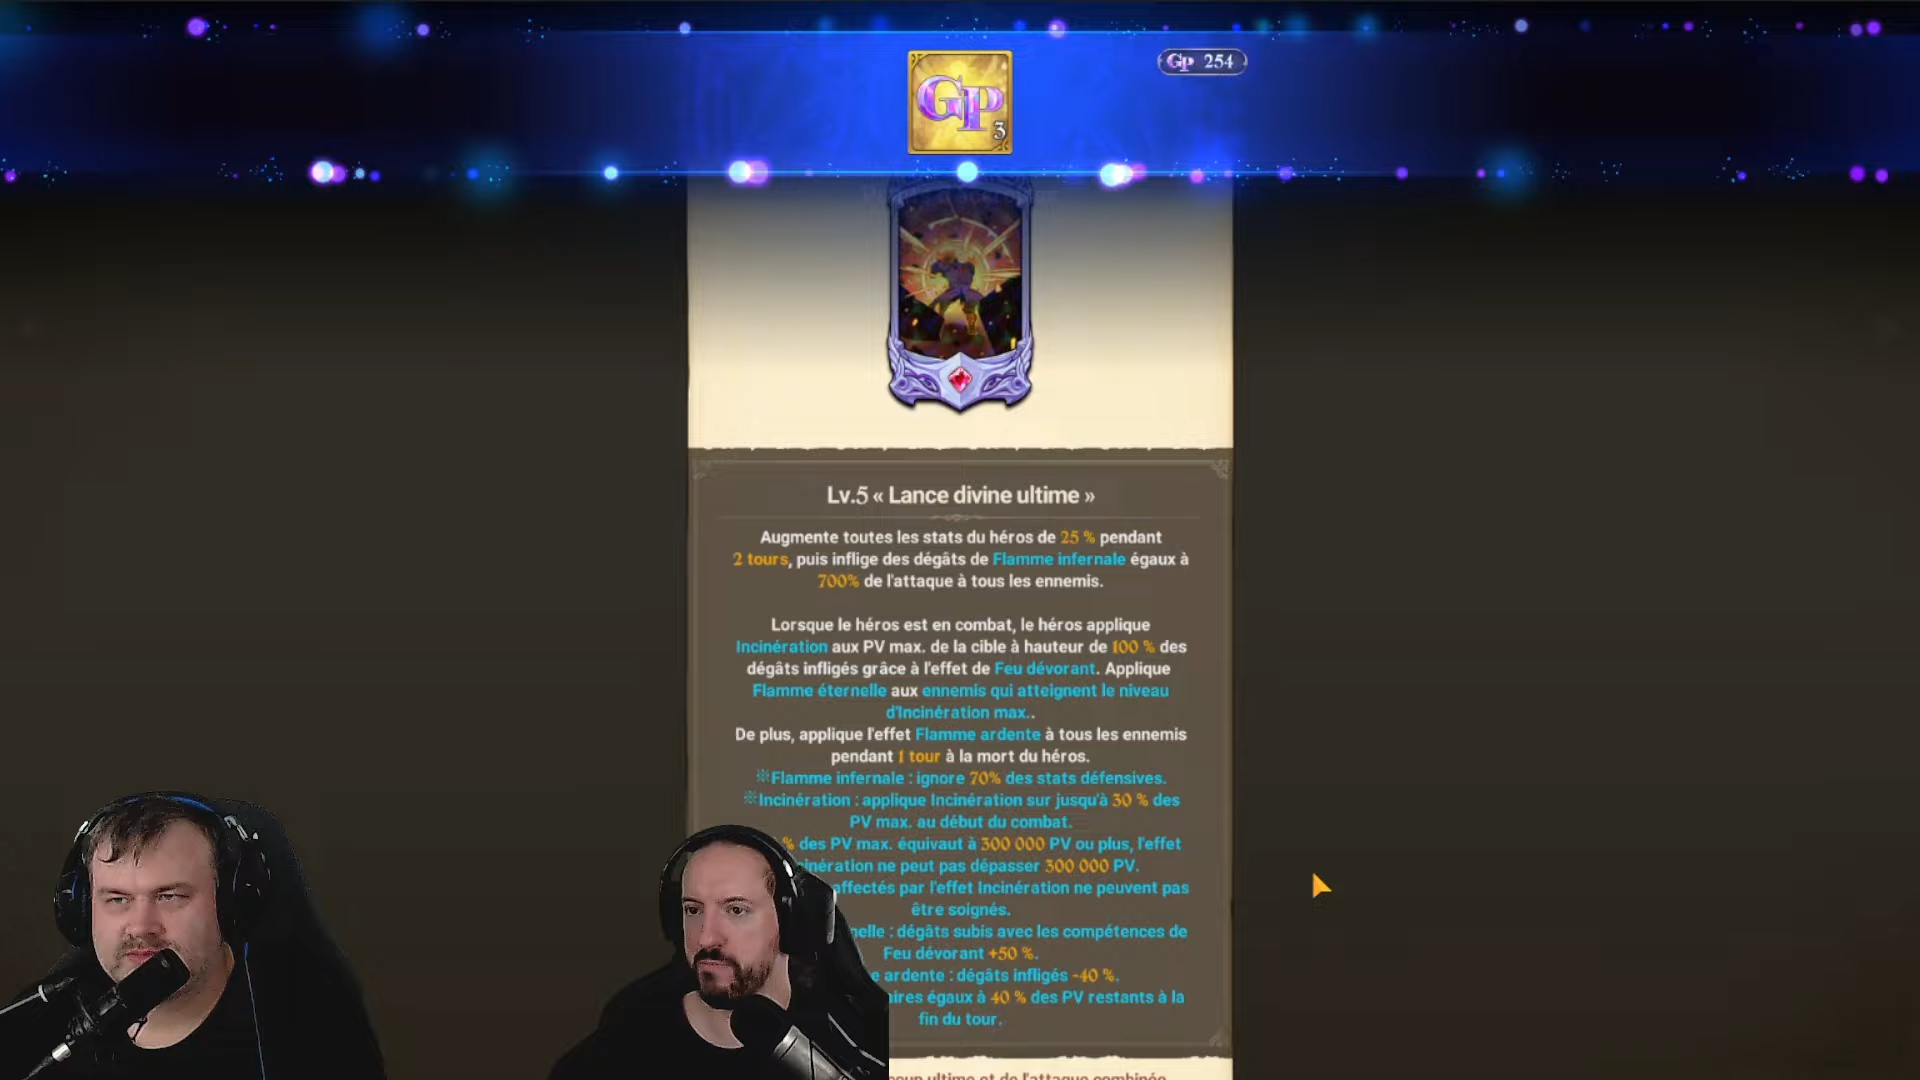 GP
3
Gp 254
Lv.5 « Lance divine ultime »
Augmente toutes les stats du héros de 25 % pendant
2 tours, puis inflige des dégâts de Flamme infernale égaux à
700% de l'attaque à tous les ennemis.
Lorsque le héros est en combat, le héros applique
Incinération aux PV max. de la cible à hauteur de 100 % des
dégâts infligés grâce à l'effet de Feu dévorant. Applique
Flamme éternelle aux ennemis qui atteignent le niveau
d'Incinération max..
De plus, applique l'effet Flamme ardente à tous les ennemis
pendant 1 tour à la mort du héros.
※Flamme infernale : ignore 70% des stats défensives.
※Incinération : applique Incinération sur jusqu'à 30 % des
PV max. au début du combat.
% des PV max. équivaut à 300 000 PV ou plus, l'effet
ne peut pas dépasser 300 000 PV.
affectés par l'effet Incinération ne peuvent pas
être soignés.
: dégâts subis avec les compétences de
Feu dévorant +50 %.
ardente : dégâts infligés -40 %.
égaux à 40 % des PV restants à la
fin du tour.
ultime et de l'attaque combinée